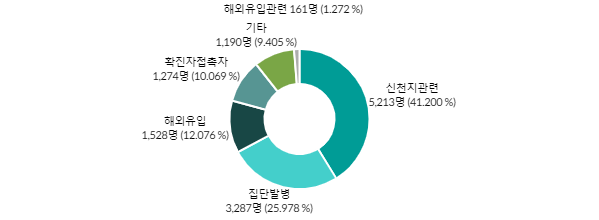 해외유입관련 161명 (1.272 %)
기타
1,190명 (9.405 %)
확진자접촉자
1,274명 (10.069 %)
신천지관련
5,213명 (41.200 %)
해외유입
1,528명 (12.076 %)
집단발병
3,287명 (25.978 %)